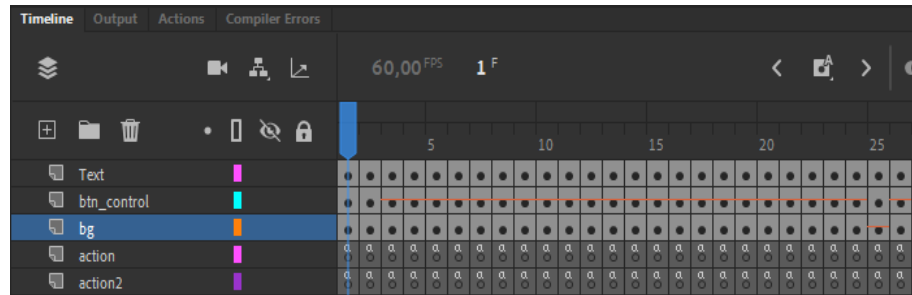 Timeline Output Actions Compiler Errors
60,00 FPS 1 F
A
5 10 15 20 25
Text
btn_control
bg
action
action2